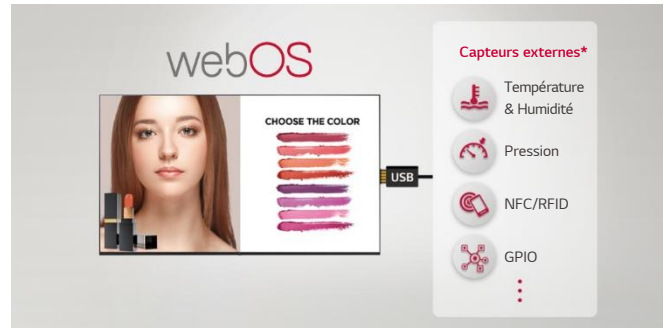 webOS
CHOOSE THE COLOR
USB
Capteurs externes*
Température
& Humidité
Pression
NFC/RFID
GPIO